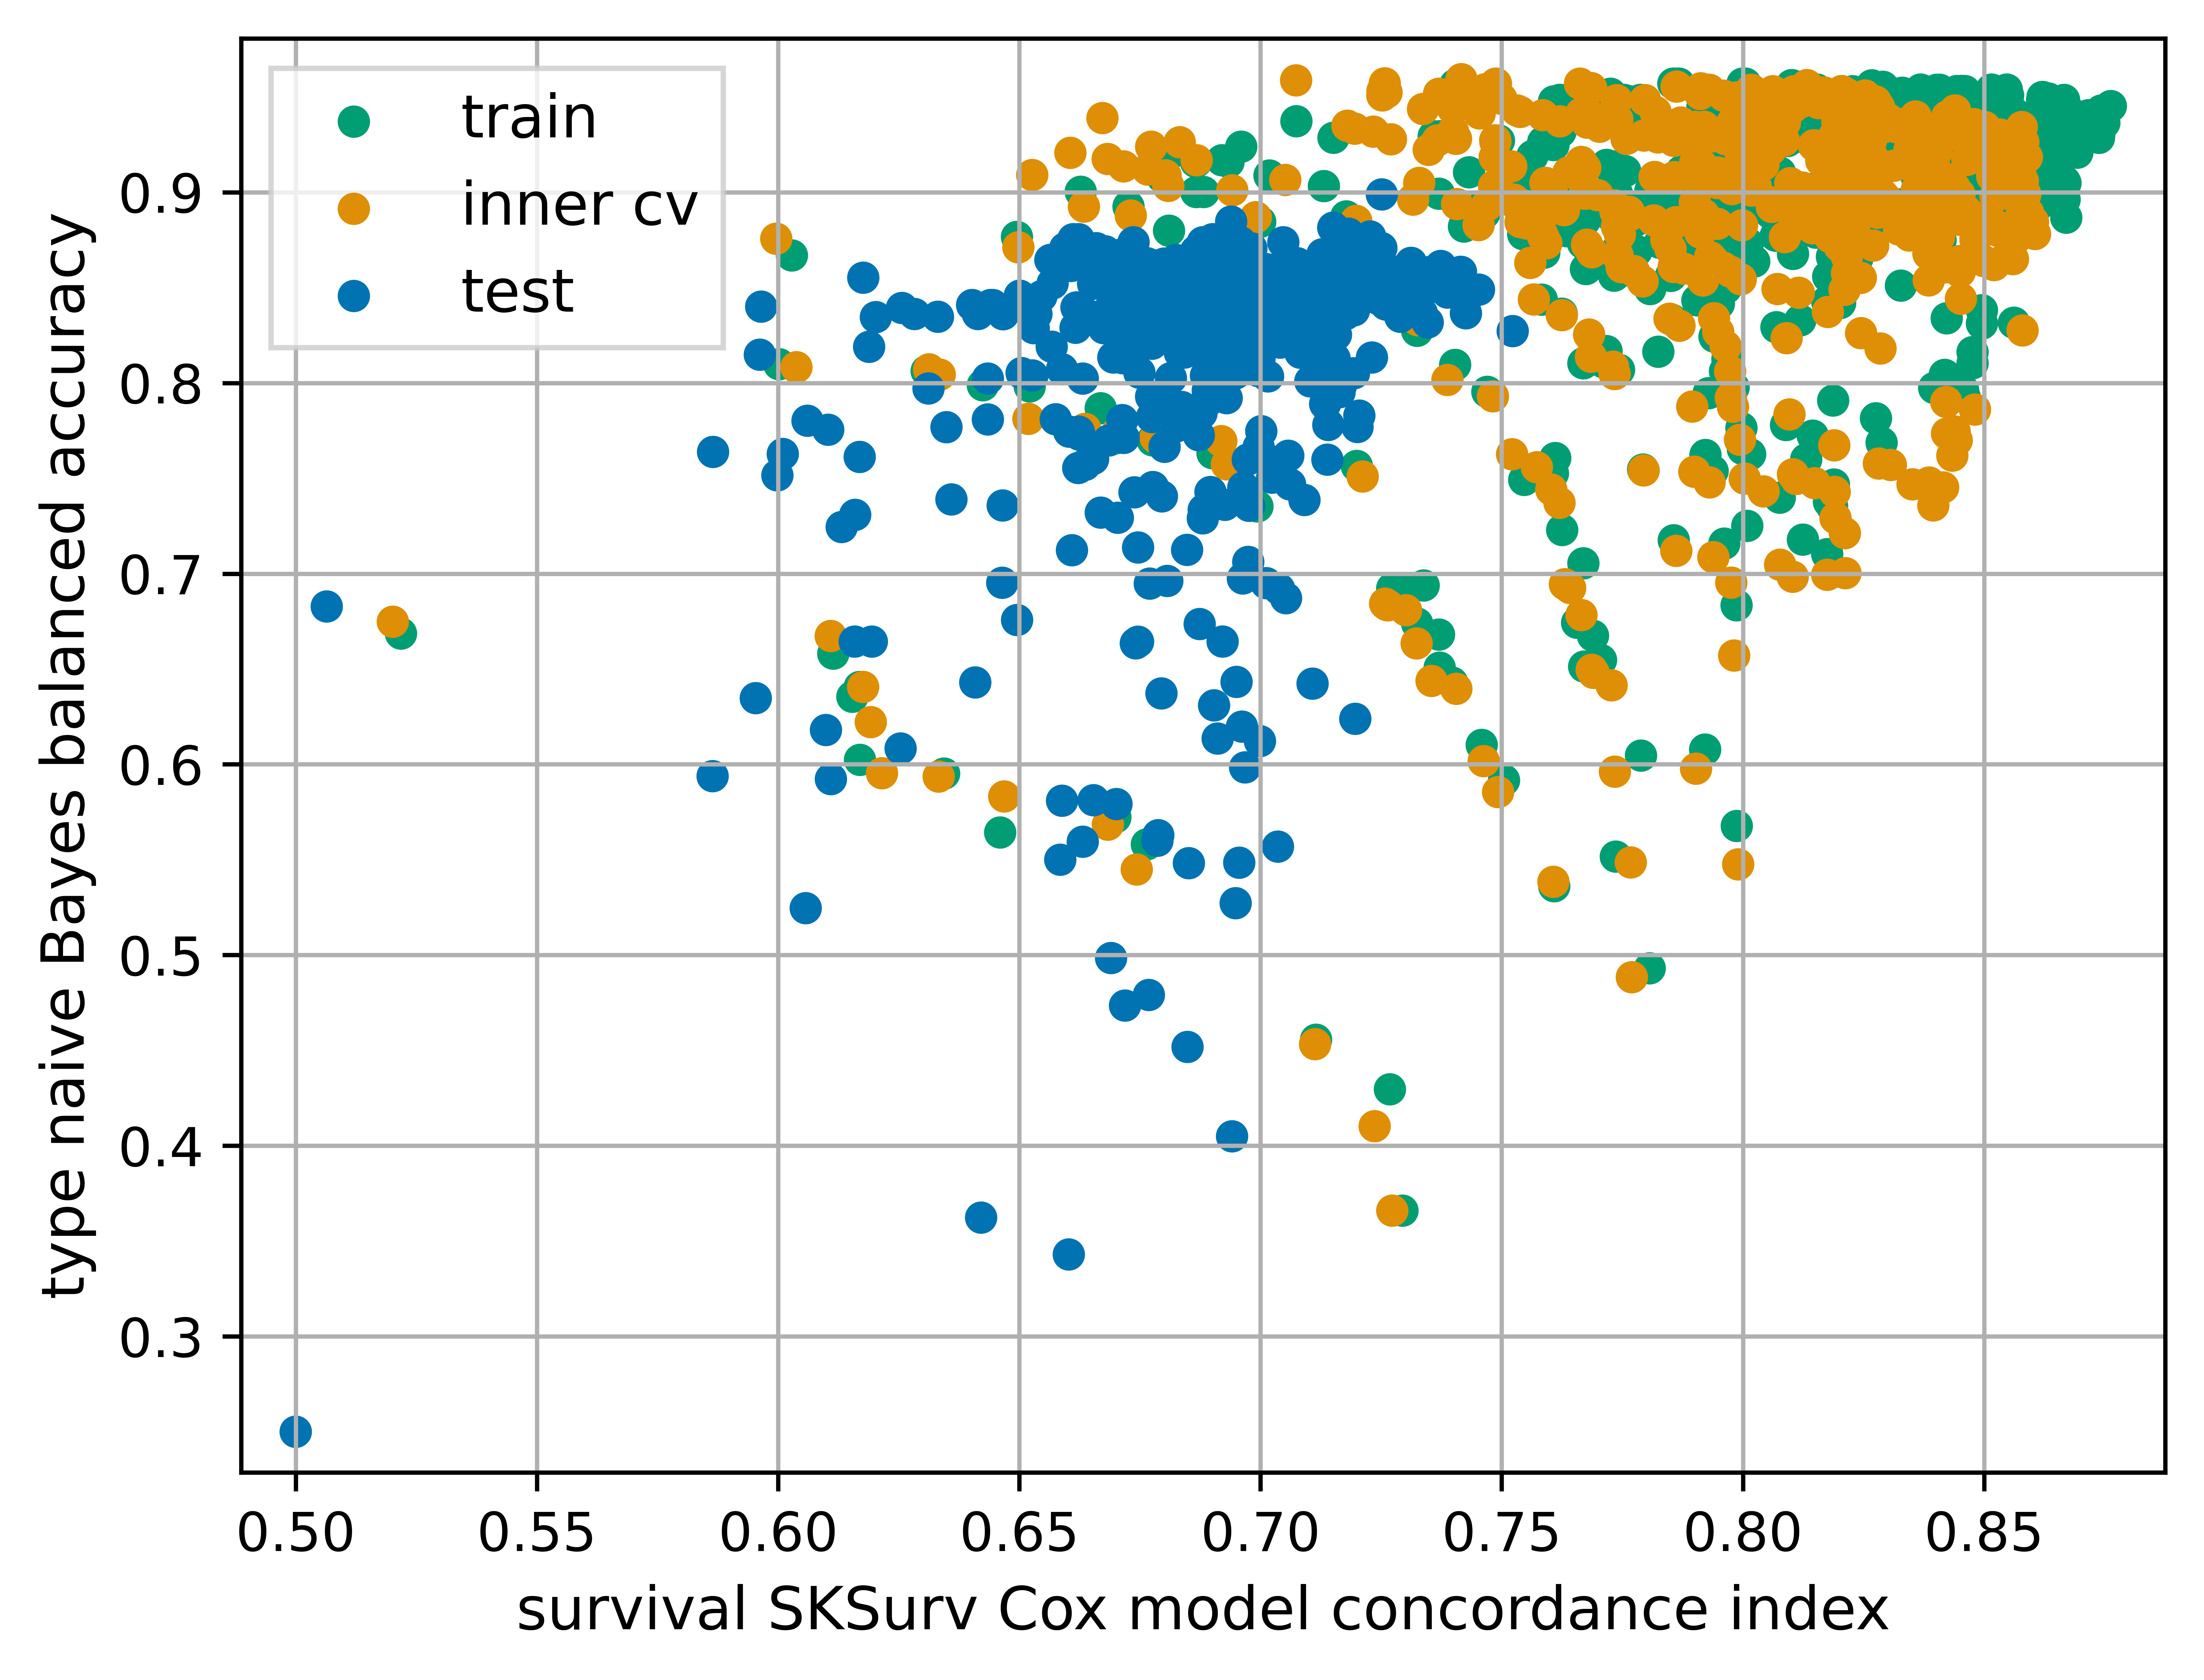 train
inner cv
test
type naive Bayes balanced accuracy
0.9
0.8
0.7
0.6
0.5
0.4
0.3
0.50 0.55 0.60 0.65 0.70 0.75 0.80 0.85
survival SKSurv Cox model concordance index